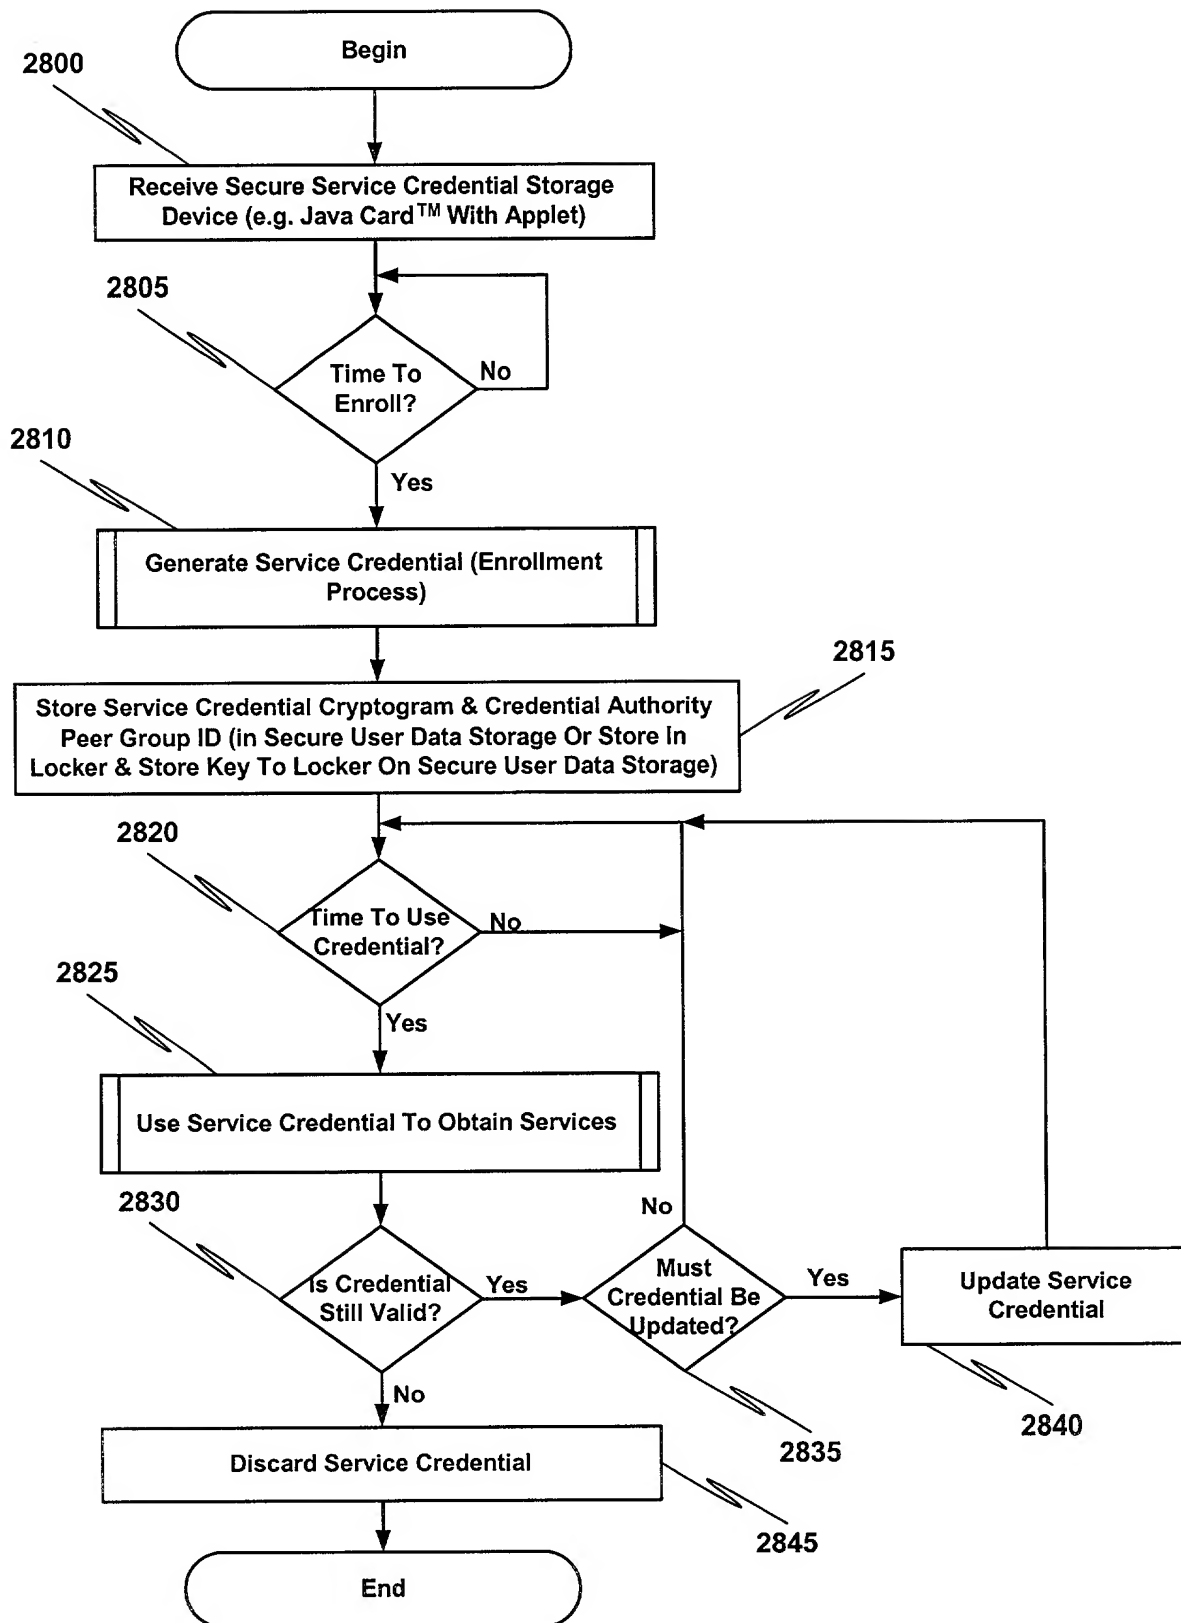 Begin
2800
Receive Secure Service Credential Storage
Device (e.g. Java Card™ With Applet)
2805
Time To
Enroll?
No
2810
Yes
Generate Service Credential (Enrollment
Process)
2815
Store Service Credential Cryptogram & Credential Authority
Peer Group ID (in Secure User Data Storage Or Store in
Locker & Store Key To Locker On Secure User Data Storage)
2820
Time To Use
Credential?
No
2825
Yes
Use Service Credential To Obtain Services
2830
No
Is Credential
Still Valid?
Yes
Must
Credential Be
Updated?
Yes
Update Service
Credential
No
2840
2835
Discard Service Credential
2845
End